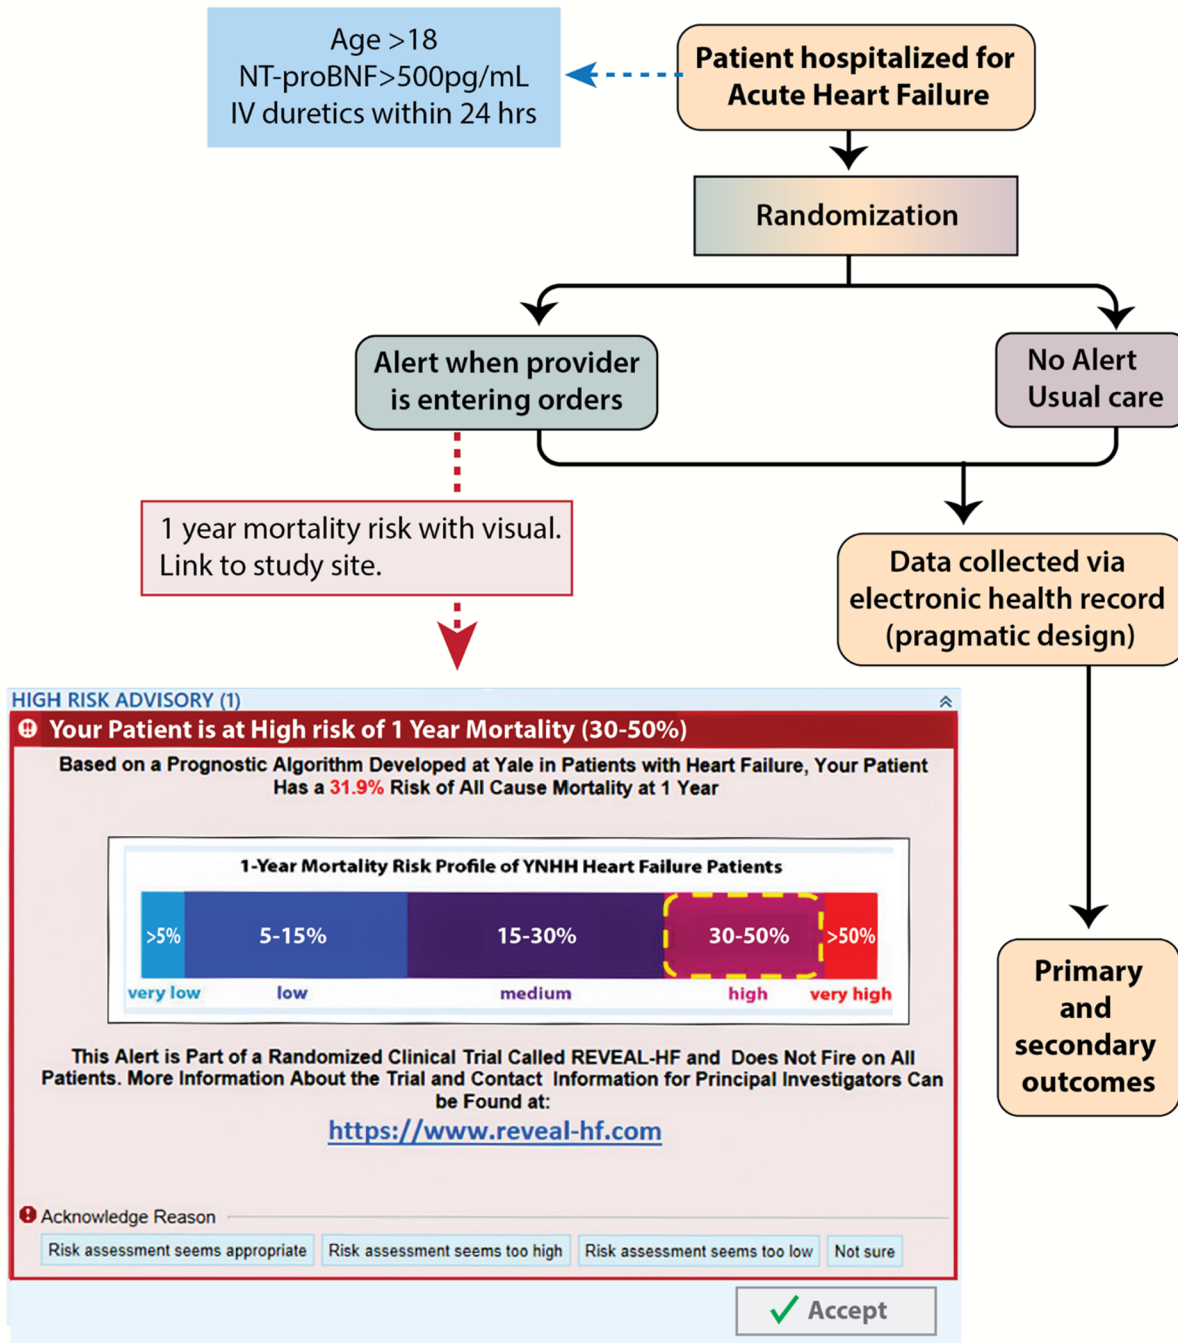 Age >18
NT-proBNF>500pg/mL
IV duretics within 24 hrs
Patient hospitalized for
Acute Heart Failure
Randomization
Alert when provider
is entering orders
No Alert
Usual care
1 year mortality risk with visual.
Link to study site.
Data collected via
electronic health record
(pragmatic design)
HIGH RISK ADVISORY (1)
Your Patient is at High risk of 1 Year Mortality (30-50%)
Based on a Prognostic Algorithm Developed at Yale in Patients with Heart Failure, Your Patient
Has a 31.9% Risk of All Cause Mortality at 1 Year
1-Year Mortality Risk Profile of YNHH Heart Failure Patients
>5% 5-15% 15-30% 30-50% >50%
very low low medium high very high
This Alert is Part of a Randomized Clinical Trial Called REVEAL-HF and Does Not Fire on All
Patients. More Information About the Trial and Contact Information for Principal Investigators Can
be Found at:
https://www.reveal-hf.com
Acknowledge Reason
Risk assessment seems appropriate Risk assessment seems too high Risk assessment seems too low Not sure
Accept
Primary
and
secondary
outcomes